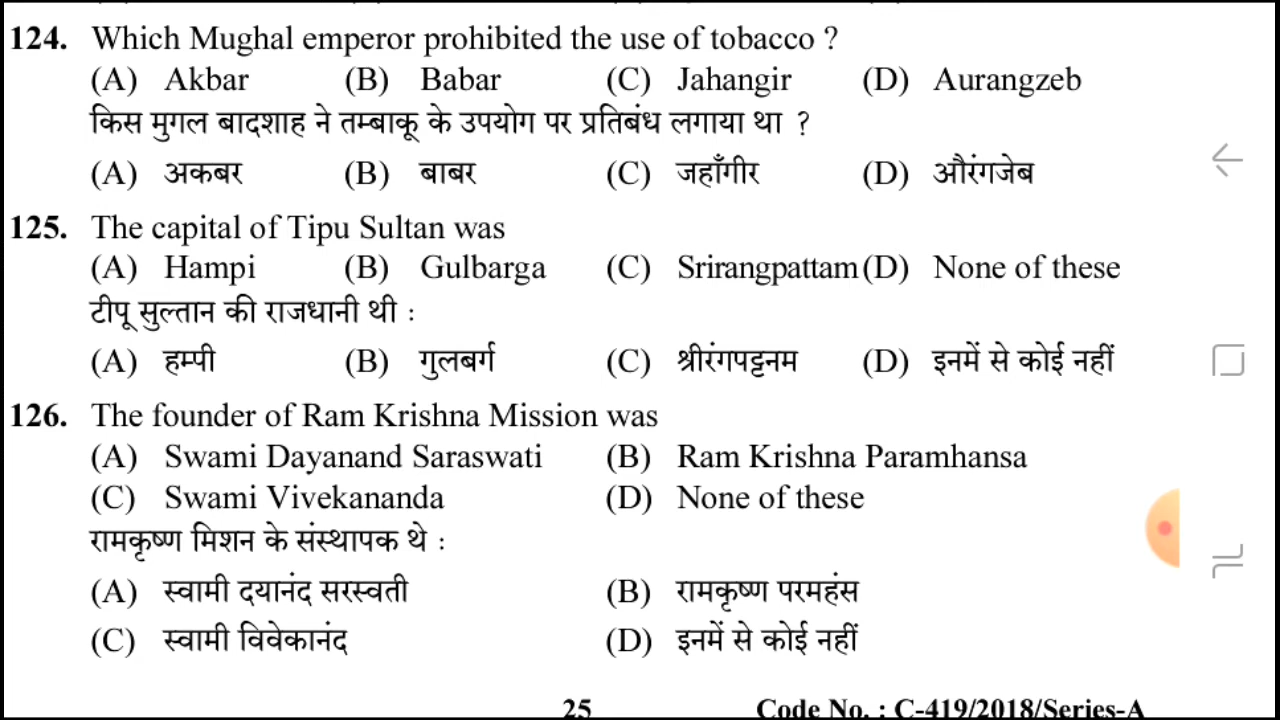 124. Which Mughal emperor prohibited the use of tobacco ?
(A) Akbar (B) Babar (C) Jahangir (D) Aurangzeb
किस मुगल बादशाह ने तम्बाकू के उपयोग पर प्रतिबंध लगाया था ?
(A) अकबर (B) बाबर (C) जहाँगीर (D) औरंगजेब
125. The capital of Tipu Sultan was
(A) Hampi (B) Gulbarga (C) Srirangpattam (D) None of these
टीपू सुल्तान की राजधानी थी :
(A) हम्पी (B) गुलबर्ग (C) श्रीरंगपट्टनम (D) इनमें से कोई नहीं
126. The founder of Ram Krishna Mission was
(A) Swami Dayanand Saraswati (B) Ram Krishna Paramhansa
(C) Swami Vivekananda (D) None of these
रामकृष्ण मिशन के संस्थापक थे :
(A) स्वामी दयानंद सरस्वती (B) रामकृष्ण परमहंस
(C) स्वामी विवेकानंद (D) इनमें से कोई नहीं
25 Code No. : C-419/2018/Series-A